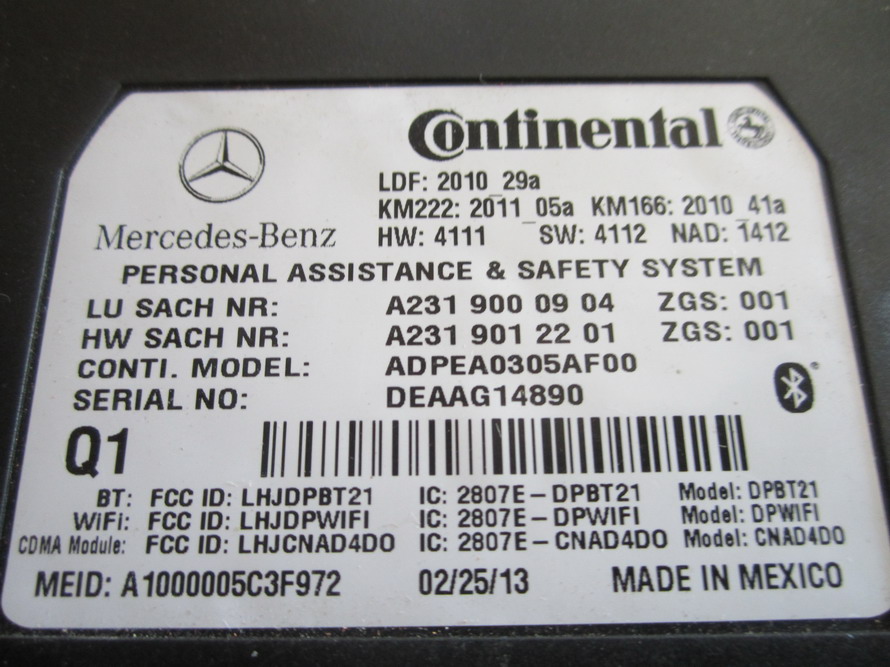 Continental
LDF: 2010_29a
KM222: 2011_05a KM166: 2010_41a
Mercedes-Benz HW: 4111 SW: 4112 NAD: 1412
PERSONAL ASSISTANCE & SAFETY SYSTEM
LU SACH NR: A231 900 09 04 ZGS: 001
HW SACH NR: A231 901 22 01 ZGS: 001
CONTI. MODEL: ADPEA0305AF00
SERIAL NO: DEAAG14890
Q1
BT: FCC ID: LHJDPBT21 IC: 2807E-DPBT21 Model: DPBT21
WiFi: FCC ID: LHJDPWIFI IC: 2807E-DPWIFI Model: DPWIFI
CDMA Module: FCC ID: LHJCNAD4DO IC: 2807E-CNAD4DO Model: CNAD4DO
MEID: A1000005C3F972 02/25/13 MADE IN MEXICO